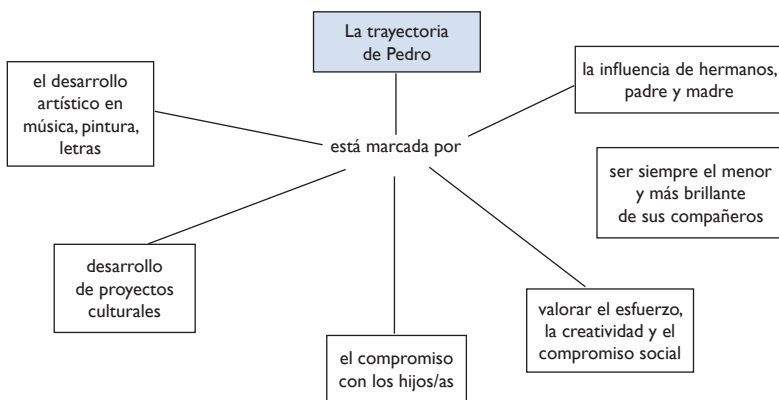 La trayectoria
de Pedro
el desarrollo
artístico en
música, pintura,
letras
la influencia de hermanos,
padre y madre
está marcada por
ser siempre el menor
y más brillante
de sus compañeros
desarrollo
de proyectos
culturales
valorar el esfuerzo,
la creatividad y el
compromiso social
el compromiso
con los hijos/as